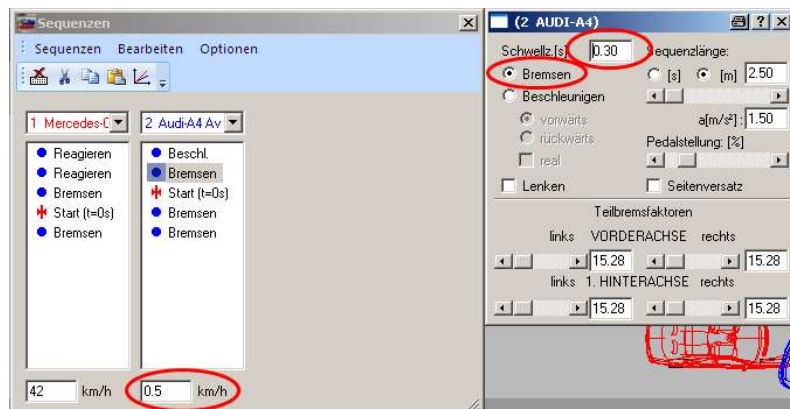 Sequenzen
Sequenzen Bearbeiten Optionen
1 Mercedes-C
2 Audi-A4 Av
Reagieren
Reagieren
Bremsen
Start (t=0s)
Bremsen
Beschl.
Bremsen
Start (t=0s)
Bremsen
Bremsen
42 km/h
0.5 km/h
(2 AUDI-A4)
Schwellz.[s] 0.30 Sequenzlänge:
Bremsen [s] [m] 2.50
Beschleunigen
vorwärts a[m/s²] : 1.50
rückwärts Pedalstellung: [%]
real
Lenken Seitenversatz
Teilbremsfaktoren
links VORDERACHSE rechts
15.28 15.28
links 1. HINTERACHSE rechts
15.28 15.28